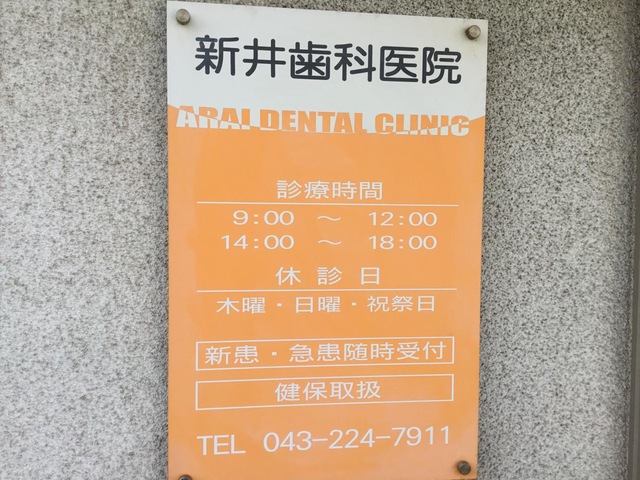 新井歯科医院
ARAI DENTAL CLINIC
診療時間
9:00 ～ 12:00
14:00 ～ 18:00
休診日
木曜・日曜・祝祭日
新患・急患随時受付
健保取扱
TEL 043-224-7911